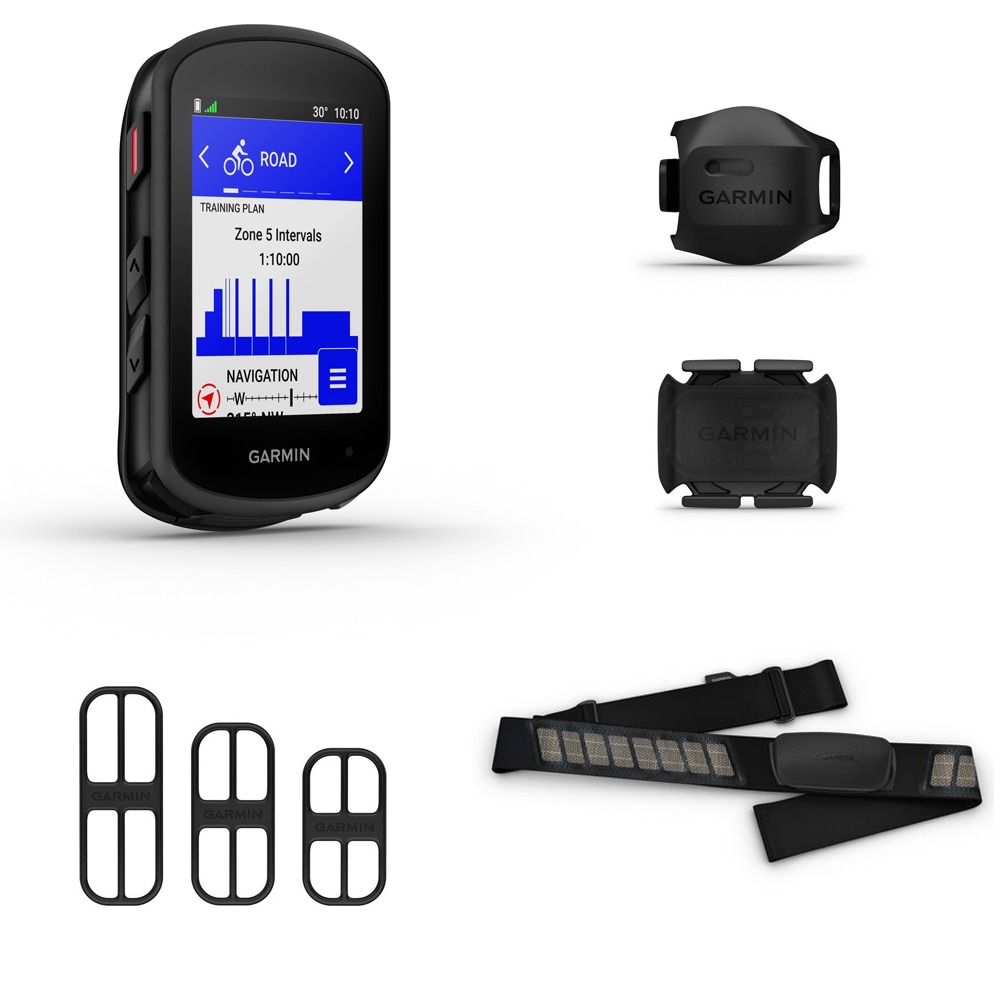 30° 10:10
ROAD
TRAINING PLAN
Zone 5 Intervals
1:10:00
NAVIGATION
W
GARMIN
GARMIN
GARMIN
GARMIN
GARMIN
GARMIN